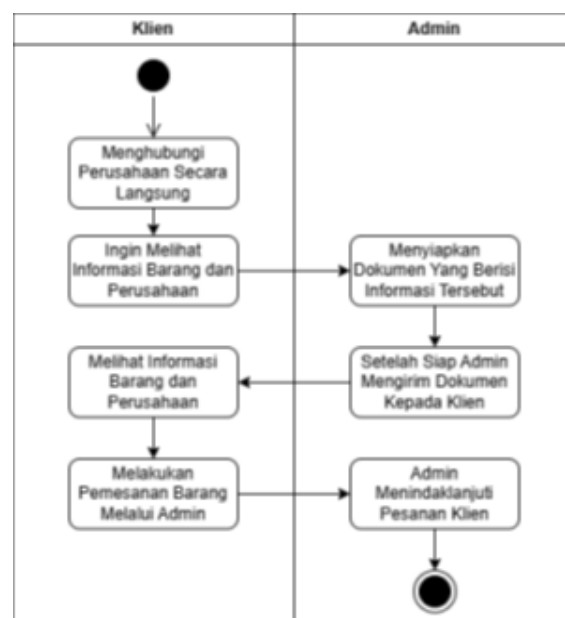 Klien
Admin
Menghubungi
Perusahaan Secara
Langsung
Ingin Melihat
Informasi Barang dan
Perusahaan
Menyiapkan
Dokumen Yang Berisi
Informasi Tersebut
Melihat Informasi
Barang dan
Perusahaan
Setelah Siap Admin
Mengirim Dokumen
Kepada Klien
Melakukan
Pemesanan Barang
Melalui Admin
Admin
Menindaklanjuti
Pesanan Klien